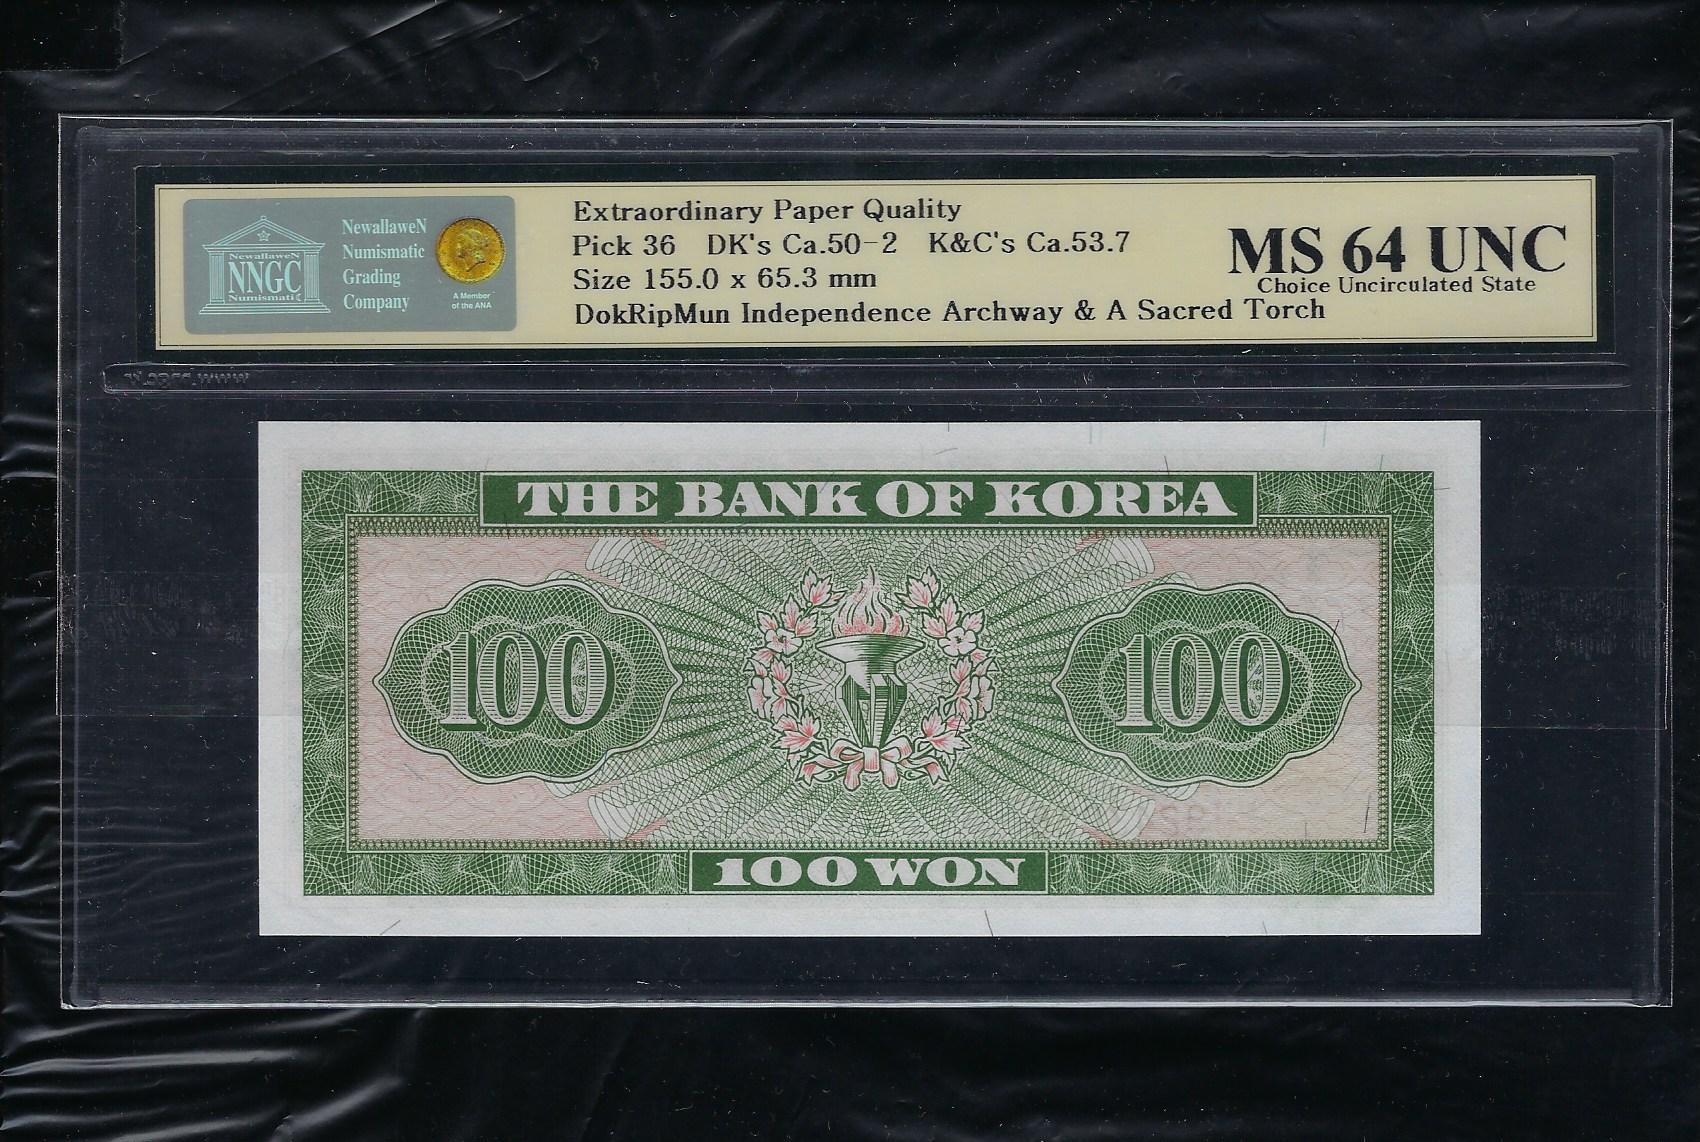 NewallaweN
NNGC
Numismatic
NewallaweN
Numismatic
Grading
Company
A Member
of the ANA
Extraordinary Paper Quality
Pick 36 DK's Ca.50-2 K&C's Ca.53.7
Size 155.0 x 65.3 mm
DokRipMun Independence Archway & A Sacred Torch
MS 64 UNC
Choice Uncirculated State
THE BANK OF KOREA
100
100
100 WON